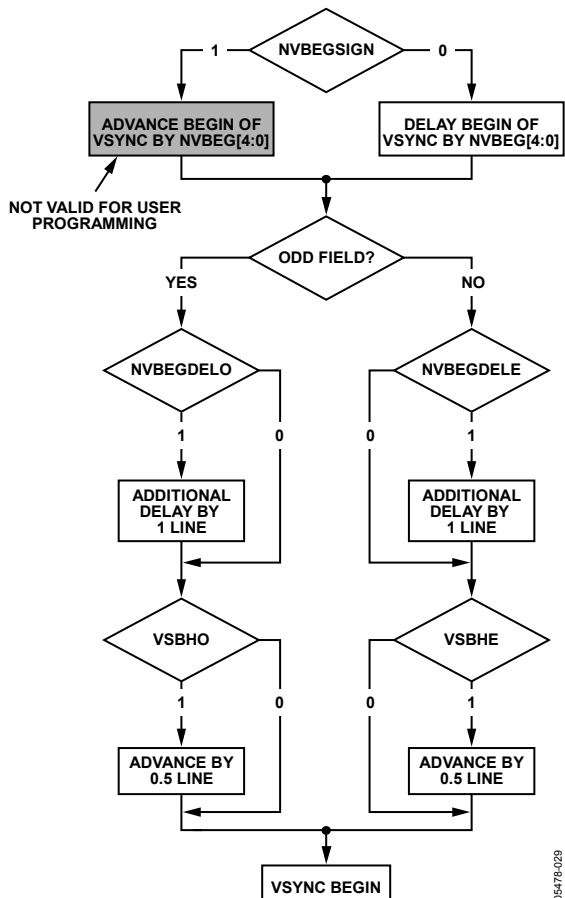 NVBEGSIGN
1
0
ADVANCE BEGIN OF
VSYNC BY NVBEG[4:0]
DELAY BEGIN OF
VSYNC BY NVBEG[4:0]
NOT VALID FOR USER
PROGRAMMING
ODD FIELD?
YES
NO
NVBEGDELO
NVBEGDELE
1
0
0
1
ADDITIONAL
DELAY BY
1 LINE
ADDITIONAL
DELAY BY
1 LINE
VSBHO
VSBHE
1
0
0
1
ADVANCE BY
0.5 LINE
ADVANCE BY
0.5 LINE
VSYNC BEGIN
05478-029